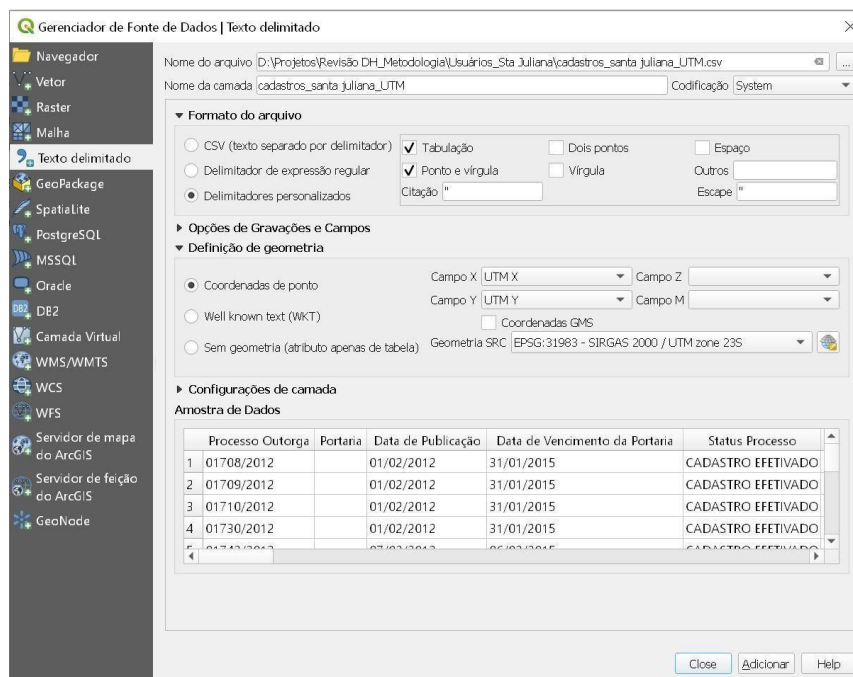 Gerenciador de Fonte de Dados | Texto delimitado
Navegador
Vetor
Raster
Malha
Texto delimitado
GeoPackage
SpatiaLite
PostgreSQL
MSSQL
Oracle
DB2 DB2
Camada Virtual
WMS/WMTS
WCS
WFS
Servidor de mapa
do ArcGIS
Servidor de feição
do ArcGIS
GeoNode
Nome do arquivo D:\Projetos\Revisão DH_Metodologia\Usuários_Sta Juliana\cadastros_santa juliana_UTM.csv ...
Nome da camada cadastros_santa juliana_UTM Codificação System
Formato do arquivo
CSV (texto separado por delimitador) Tabulação Dois pontos Espaço
Delimitador de expressão regular Ponto e vírgula Vírgula Outros
Delimitadores personalizados Citação " Escape "
Opções de Gravações e Campos
Definição de geometria
Coordenadas de ponto Campo X UTM X Campo Z
Campo Y UTM Y Campo M
Well known text (WKT) Coordenadas GMS
Sem geometria (atributo apenas de tabela) Geometria SRC EPSG:31983 - SIRGAS 2000 / UTM zone 23S
Configurações de camada
Amostra de Dados
Processo Outorga Portaria Data de Publicação Data de Vencimento da Portaria Status Processo
1 01708/2012 01/02/2012 31/01/2015 CADASTRO EFETIVADO
2 01709/2012 01/02/2012 31/01/2015 CADASTRO EFETIVADO
3 01710/2012 01/02/2012 31/01/2015 CADASTRO EFETIVADO
4 01730/2012 01/02/2012 31/01/2015 CADASTRO EFETIVADO
CADASTRO EFETIVADO
Close Adicionar Help